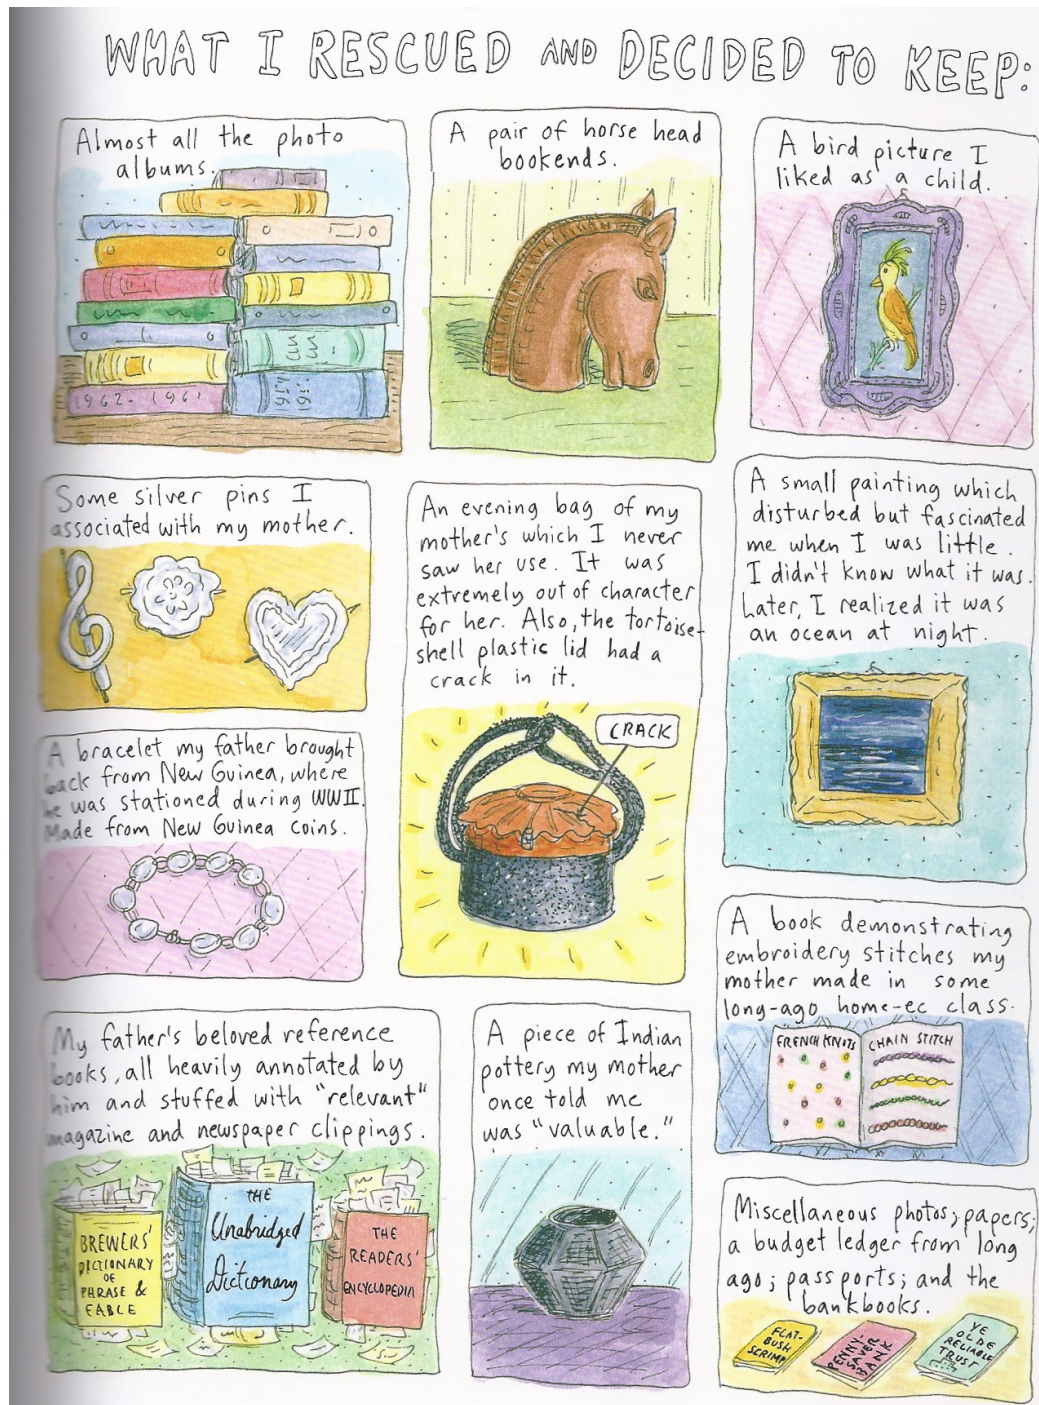 WHAT I RESCUED AND DECIDED TO KEEP:
Almost all the photo
albums.
1962-1967
A pair of horse head
bookends.
A bird picture I
liked as a child.
Some silver pins I
associated with my mother.
An evening bag of my
mother's which I never
saw her use. It was
extremely out of character
for her. Also, the tortoise-
shell plastic lid had a
crack in it.
CRACK
A small painting which
disturbed but fascinated
me when I was little.
I didn't know what it was.
Later, I realized it was
an ocean at night.
A bracelet my father brought
back from New Guinea, where
he was stationed during WWII.
Made from New Guinea coins.
A book demonstrating
embroidery stitches my
mother made in some
long-ago home-ec class.
FRENCH KNOTS
CHAIN STITCH
My father's beloved reference
books, all heavily annotated by
him and stuffed with "relevant"
magazine and newspaper clippings.
BREWERS'
DICTIONARY
OF
PHRASE &
FABLE
THE
Unabridged
Dictionary
THE
READERS'
ENCYCLOPEDIA
A piece of Indian
pottery my mother
once told me
was "valuable."
Miscellaneous photos; papers;
a budget ledger from long
ago; passports; and the
bankbooks.
FLAT-
BUSH
SCRIMP
PENNY-
SAVER
BANK
YE
OLDE
RELIABLE
TRUST